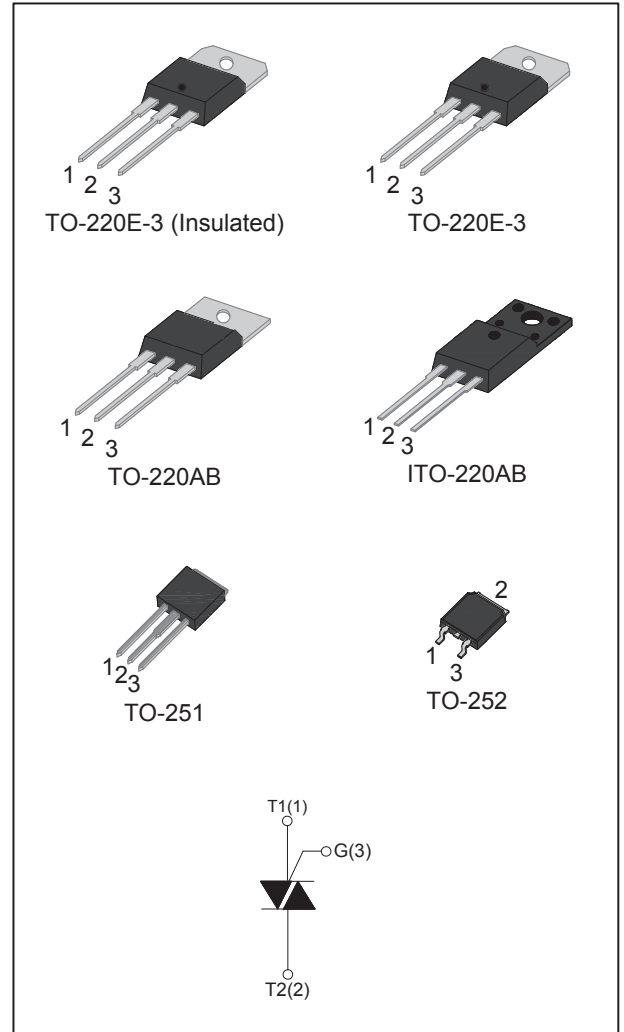 1 2 3
TO-220E-3 (Insulated)
1 2 3
TO-220E-3
1 2 3
TO-220AB
1 2 3
ITO-220AB
1 2 3
TO-251
2
1 3
TO-252
T1(1)
G(3)
T2(2)